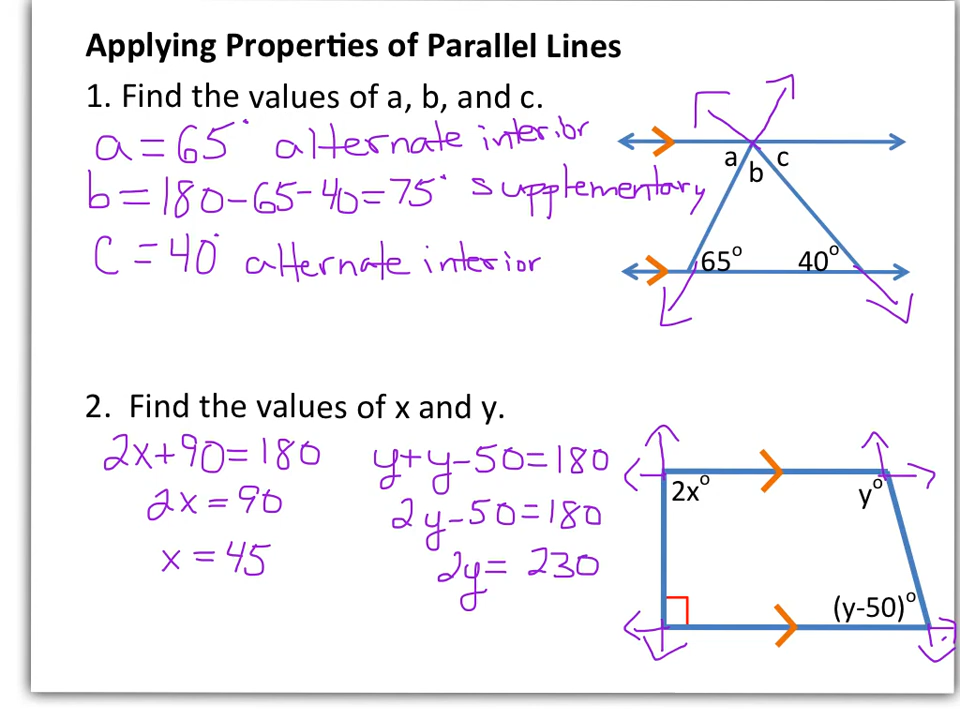 Applying Properties of Parallel Lines
1. Find the values of a, b, and c.
a = 65° alternate interior
b = 180 - 65 - 40 = 75° supplementary
c = 40° alternate interior
a
c
b
65°
40°
2. Find the values of x and y.
2x + 90 = 180
2x = 90
x = 45
y + y - 50 = 180
2y - 50 = 180
2y = 230
2x°
y°
(y-50)°